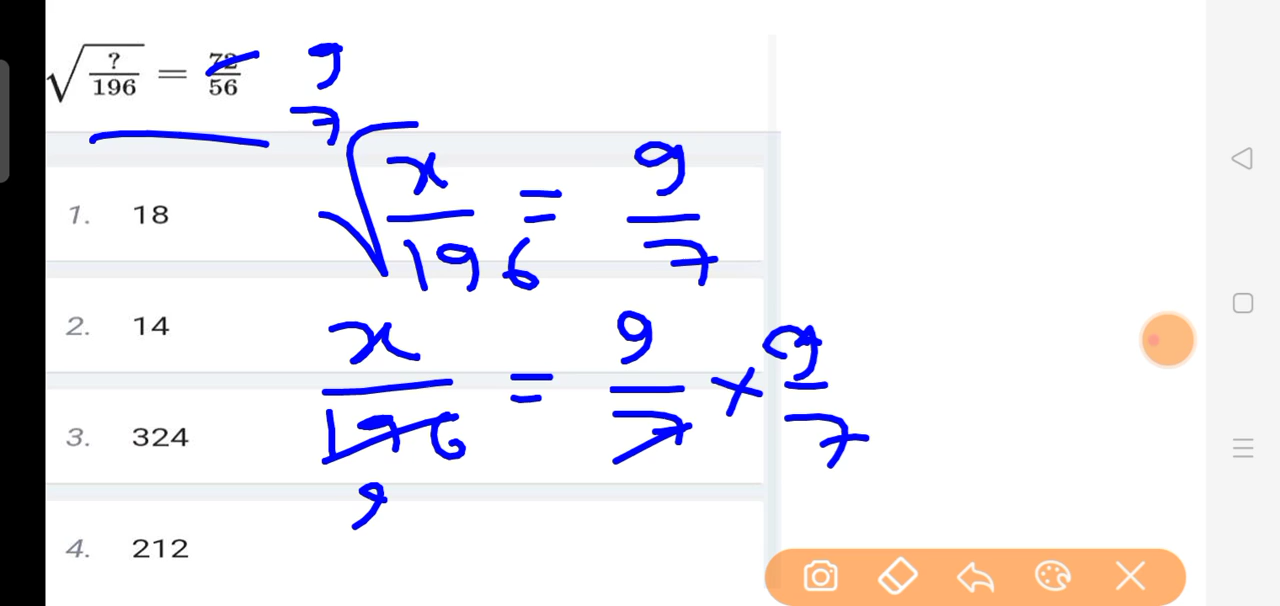 √(?/196) = 72/56 9/7
√(x/196) = 9/7
1. 18
2. 14
x/196 = 9/7 × 9/7
3. 324
9
4. 212